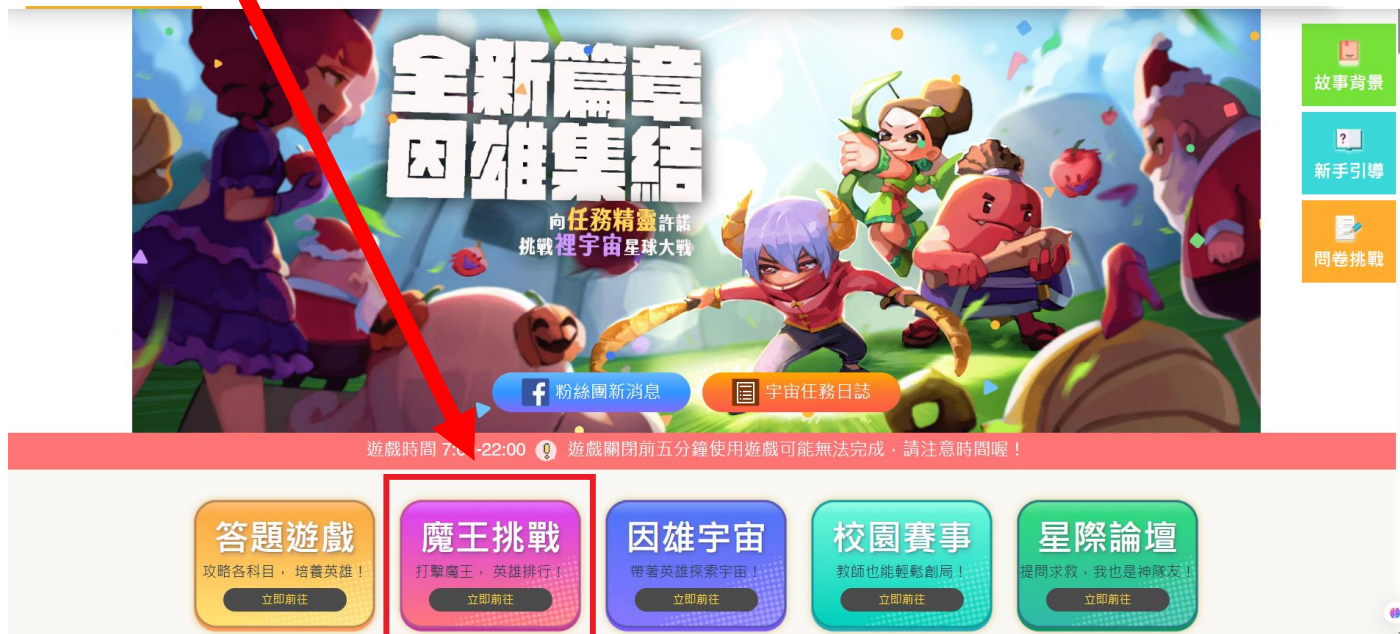 全新篇章
因雄集結
向任務精靈許諾
挑戰裡宇宙星球大戰
故事背景
新手引導
問卷挑戰
粉絲團新消息
宇宙任務日誌
遊戲時間 7: -22:00 遊戲關閉前五分鐘使用遊戲可能無法完成,請注意時間喔!
答題遊戲
攻略各科目, 培養英雄!
立即前往
魔王挑戰
打擊魔王, 英雄排行!
立即前往
因雄宇宙
帶著英雄探索宇宙!
立即前往
校園賽事
教師也能輕鬆創局!
立即前往
星際論壇
提問求救,我也是神隊友!
立即前往